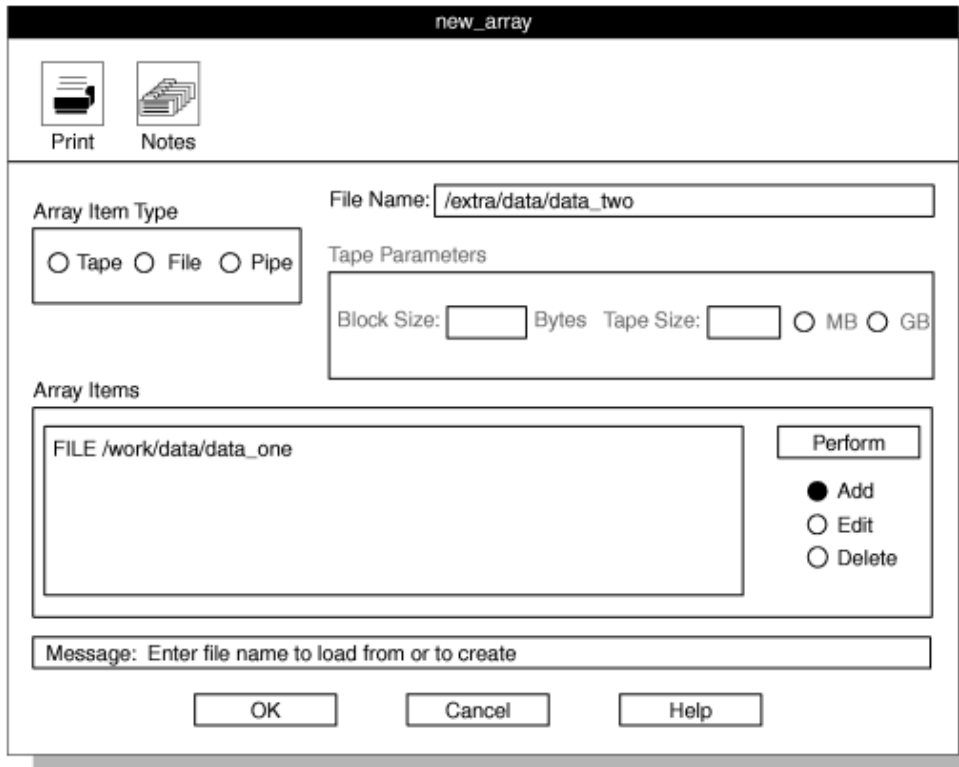 new_array
Print Notes
File Name: /extra/data/data_two
Array Item Type
Tape File Pipe
Tape Parameters
Block Size: Bytes Tape Size: MB GB
Array Items
FILE /work/data/data_one
Perform
Add
Edit
Delete
Message: Enter file name to load from or to create
OK Cancel Help